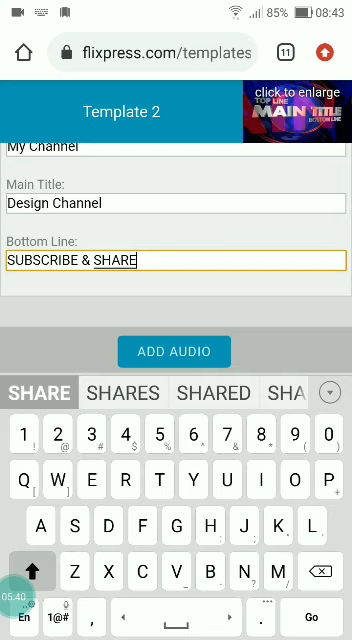 85% 08:43
flixpress.com/templates
11
Template 2
click to enlarge
TOP LINE
MAIN TITLE
BOTTOM LINE
My Channel
Main Title:
Design Channel
Bottom Line:
SUBSCRIBE & SHARE
ADD AUDIO
SHARE SHARES SHARED SHA
1 2 3 4 5 6 7 8 9 0
! @ # $ % ^ & * ( )
Q W E R T Y U I O P
[ ] +
A S D F G H J K L
: ; ' .
Z X C V B N M
_ - ? /
05:40
En 1@# , . Go